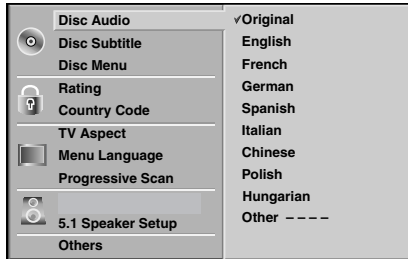 Disc Audio
Disc Subtitle
Disc Menu
Rating
Country Code
TV Aspect
Menu Language
Progressive Scan
5.1 Speaker Setup
Others
✓Original
English
French
German
Spanish
Italian
Chinese
Polish
Hungarian
Other – – – –